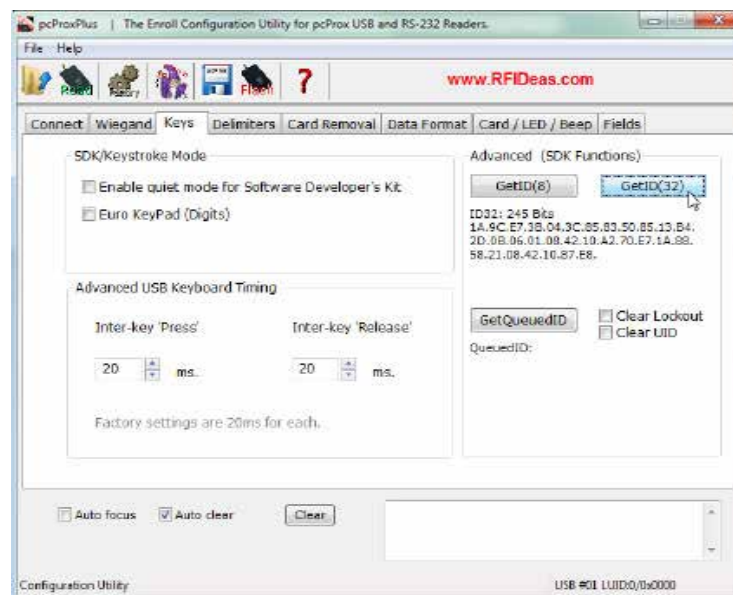 pcProxPlus | The Enroll Configuration Utility for pcProx USB and RS-232 Readers.
File Help
Read Factory Flash ? www.RFIDeas.com
Connect Wiegand Keys Delimiters Card Removal Data Format Card / LED / Beep Fields
SDK/Keystroke Mode
Enable quiet mode for Software Developer's Kit
Euro KeyPad (Digits)
Advanced USB Keyboard Timing
Inter-key 'Press' Inter-key 'Release'
20 ms. 20 ms.
Factory settings are 20ms for each.
Advanced (SDK Functions)
GetID(8) GetID(32)
ID32: 245 Bits
1A.9C.E7.3B.04.3C.85.83.50.85.13.B4.
2D.0B.06.01.08.42.10.A2.70.E7.1A.88.
58.21.08.42.10.87.E8.
GetQueuedID Clear Lockout
Clear UID
QueuedID:
Auto focus Auto clear Clear
Configuration Utility USB #01 LUID:0/0x0000